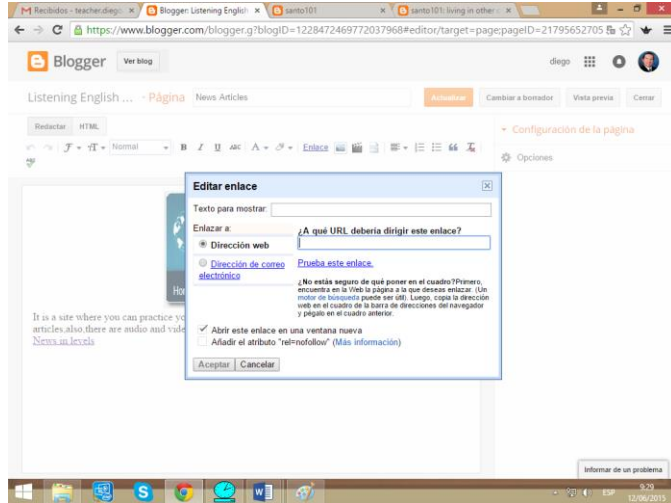 Recibidos - teacher.diego
Blogger: Listening English
santo101
santo101: living in other c
https://www.blogger.com/blogger.g?blogID=1228472469772037968#editor/target=page;pageID=21795652705
Blogger
Ver blog
diego
Listening English ... · Página
News Articles
Actualizar
Cambiar a borrador
Vista previa
Cerrar
Redactar
HTML
Configuración de la página
Normal
B I U ABC A
Enlace
Opciones
Editar enlace
Texto para mostrar:
Enlazar a:
¿A qué URL debería dirigir este enlace?
Dirección web
Dirección de correo
electrónico
Prueba este enlace.
¿No estás seguro de qué poner en el cuadro?Primero,
encuentra en la Web la página a la que deseas enlazar. (Un
motor de búsqueda puede ser útil). Luego, copia la dirección
web en el cuadro de la barra de direcciones del navegador
y pégalo en el cuadro anterior.
Hor
It is a site where you can practice yo
articles,also,there are audio and vide
News in levels
Abrir este enlace en una ventana nueva
Añadir el atributo "rel=nofollow" (Más información)
Aceptar
Cancelar
Informar de un problema
ESP
9:29
12/06/2015